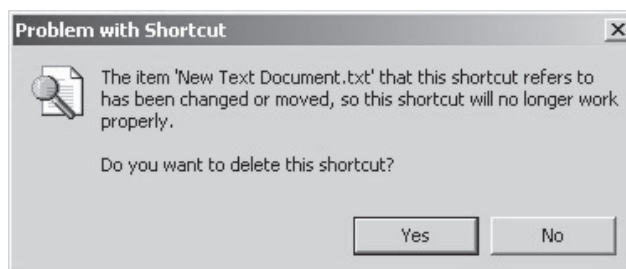 Problem with Shortcut
The item 'New Text Document.txt' that this shortcut refers to
has been changed or moved, so this shortcut will no longer work
properly.
Do you want to delete this shortcut?
Yes No